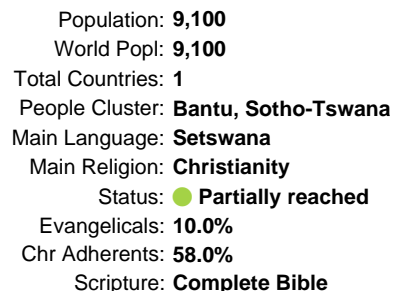 Population: 9,100
World Popl: 9,100
Total Countries: 1
People Cluster: Bantu, Sotho-Tswana
Main Language: Setswana
Main Religion: Christianity
Status: Partially reached
Evangelicals: 10.0%
Chr Adherents: 58.0%
Scripture: Complete Bible